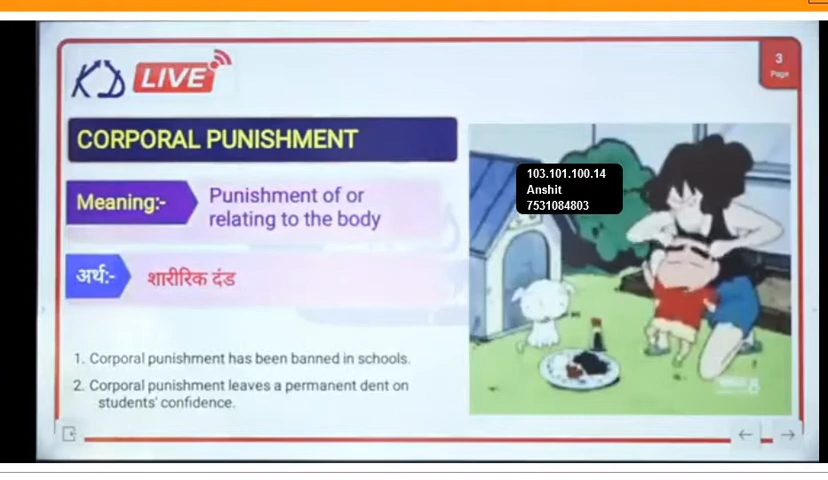 KD LIVE
3
Page
CORPORAL PUNISHMENT
Meaning:-
Punishment of or
relating to the body
103.101.100.14
Anshit
7531084803
अर्थ:-
शारीरिक दंड
1. Corporal punishment has been banned in schools.
2. Corporal punishment leaves a permanent dent on
students' confidence.